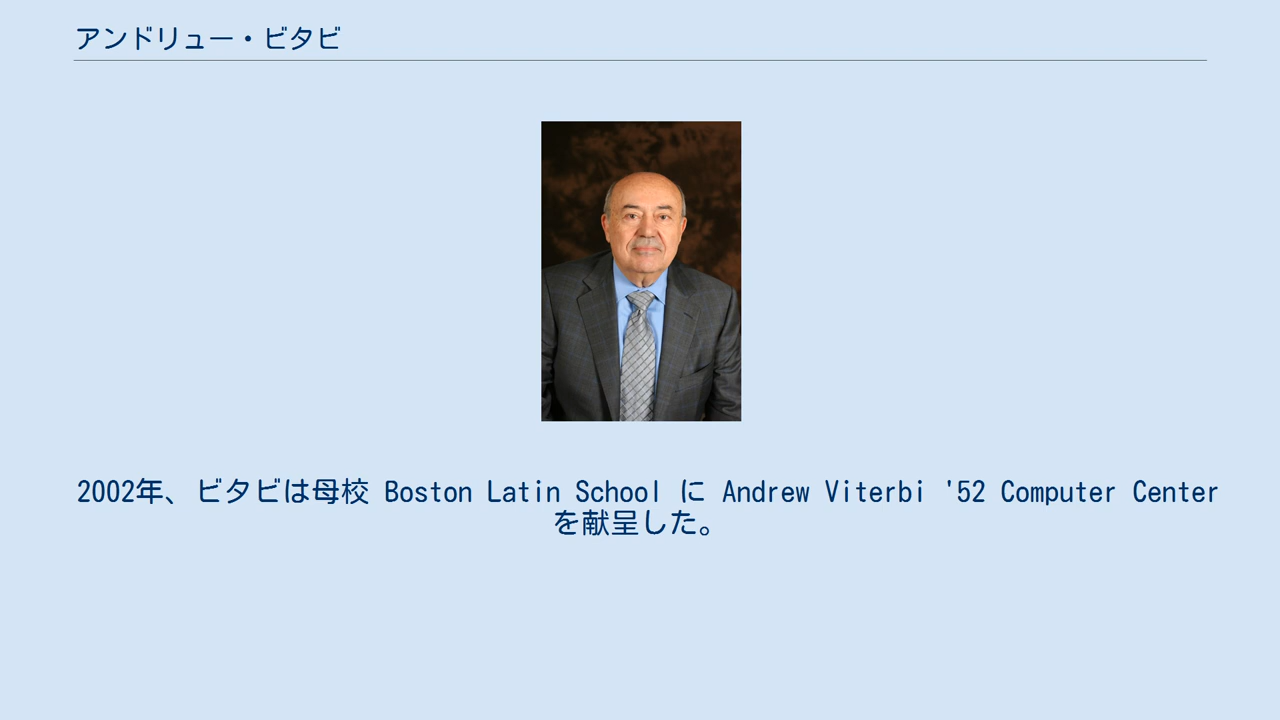 アンドリュー・ビタビ
2002年、ビタビは母校 Boston Latin School に Andrew Viterbi '52 Computer Center
を献呈した。